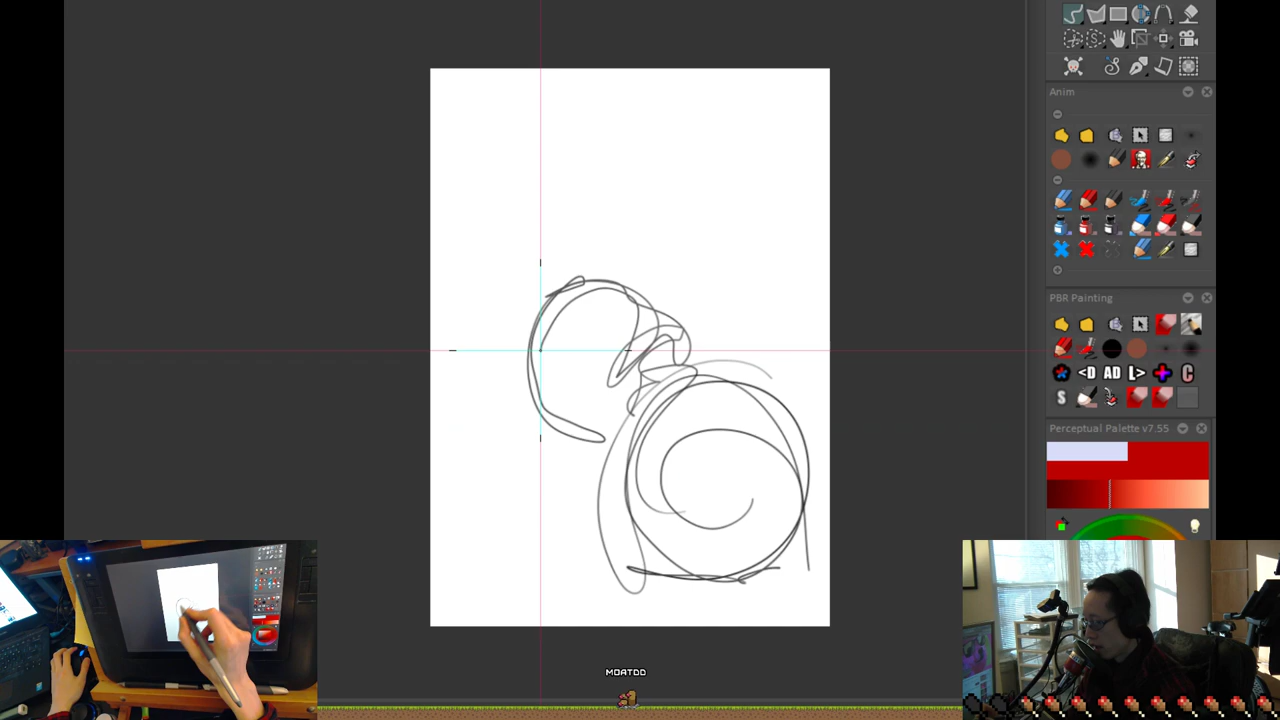 Anim
PBR Painting
<D AD L> C
S
Perceptual Palette v7.55
MOATDD